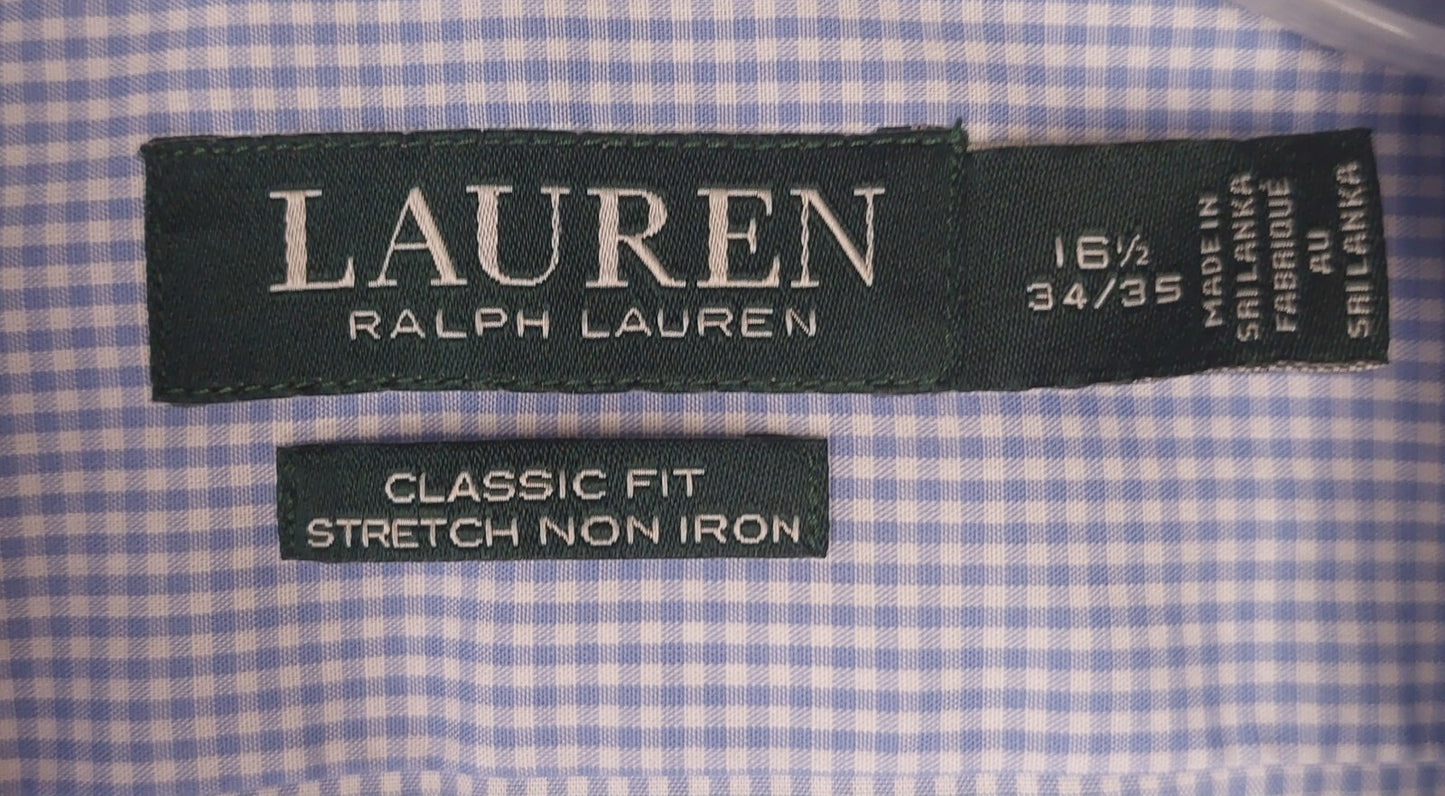 LAUREN
RALPH LAUREN
16½
34/35
MADE IN
SRI LANKA
FABRIQUÉ
AU
SRI LANKA
CLASSIC FIT
STRETCH NON IRON